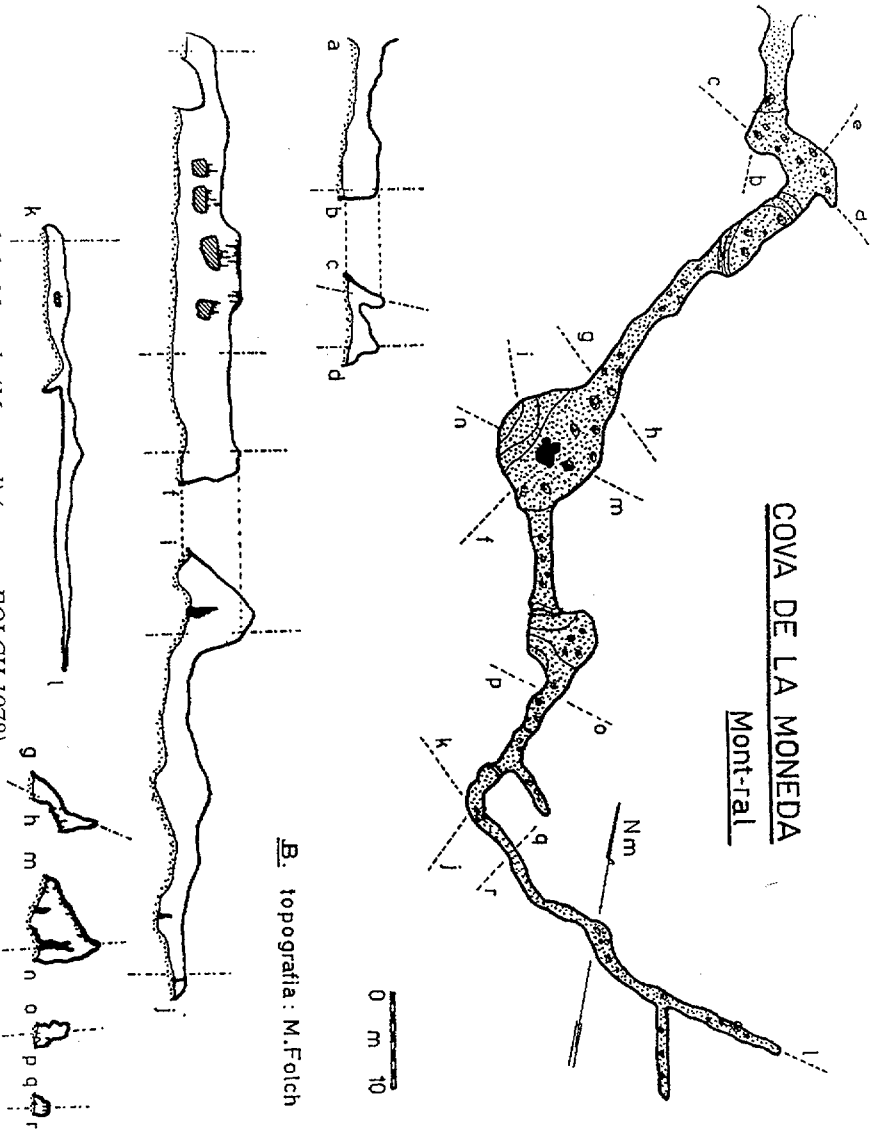 COVA DE LA MONEDA
Mont-ral
c
e
b
d
g
i
n
h
m
f
p
o
k
j
q
r
Nm
l
0 m 10
B. topografia: M.Folch
a
b
c
d
f
i
j
k
l
g
h
m
n
o
p
q
r